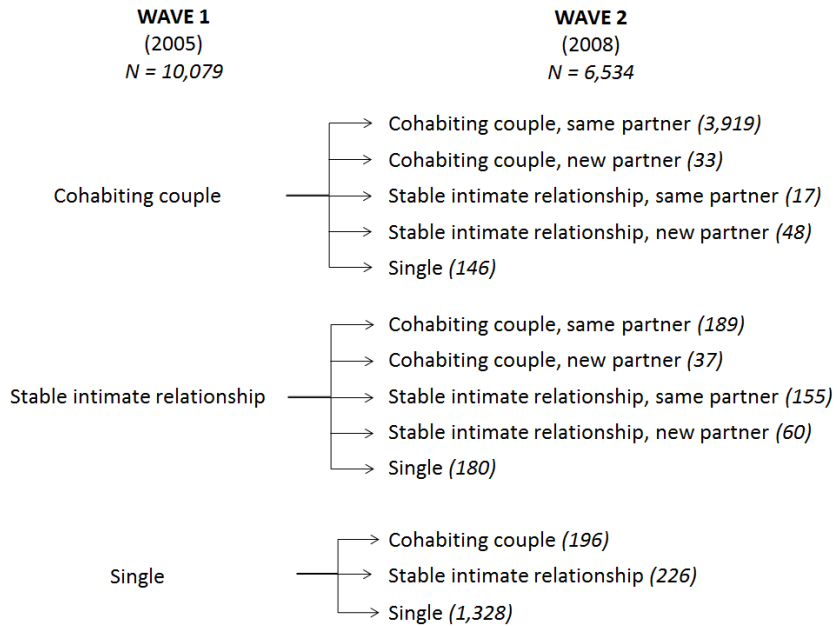 WAVE 1
(2005)
N = 10,079
WAVE 2
(2008)
N = 6,534
Cohabiting couple
Cohabiting couple, same partner (3,919)
Cohabiting couple, new partner (33)
Stable intimate relationship, same partner (17)
Stable intimate relationship, new partner (48)
Single (146)
Stable intimate relationship
Cohabiting couple, same partner (189)
Cohabiting couple, new partner (37)
Stable intimate relationship, same partner (155)
Stable intimate relationship, new partner (60)
Single (180)
Single
Cohabiting couple (196)
Stable intimate relationship (226)
Single (1,328)